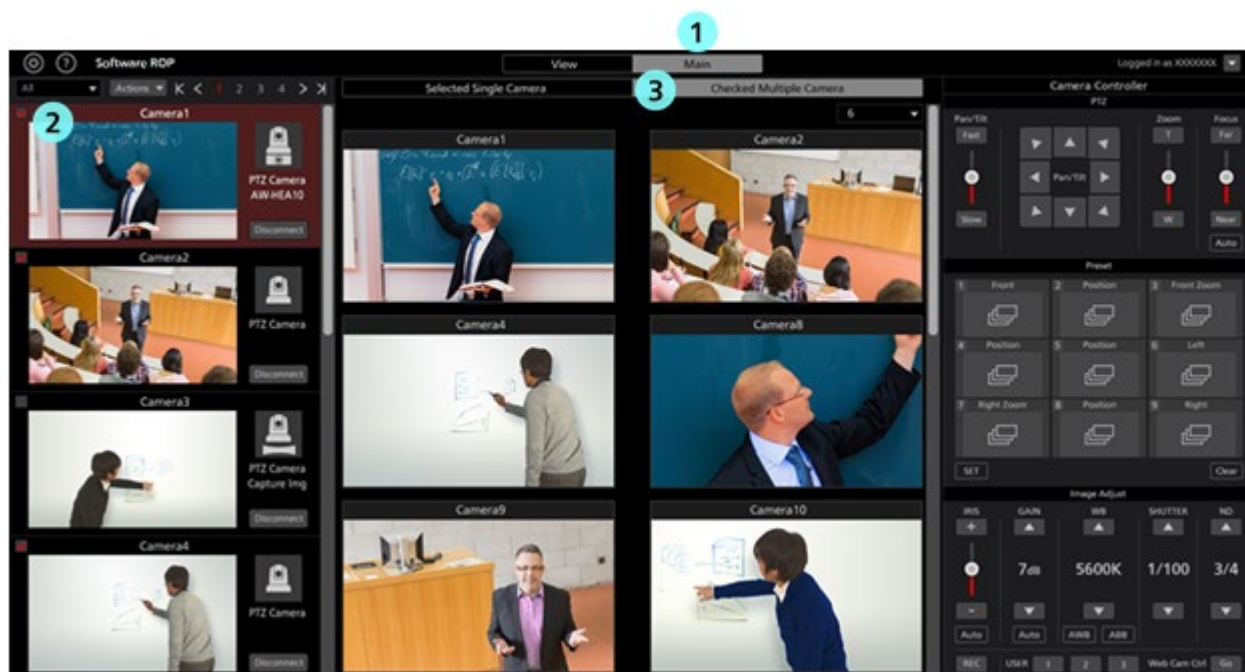 1
? Software ROP View Main Logged in as XXXXXXX
All Actions 1 2 3 4 Selected Single Camera 3 Checked Multiple Camera Camera Controller
2 Camera1 6 PTZ
Camera1 Camera2 Pan/Tilt Zoom Focus
Fast T Far
PTZ Camera
AW-HEA10
Pan/Tilt
Slow W Near
Disconnect Auto
Camera2
Preset
1 Front 2 Position 3 Front Zoom
PTZ Camera
Camera4 Camera8
4 Position 5 Position 6 Left
Disconnect
Camera3
7 Right Zoom 8 Position 9 Right
PTZ Camera
Capture Img
SET Clear
Image Adjust
Camera9 Camera10
Disconnect
IRIS GAIN WB SHUTTER ND
+
Camera4
7dB 5600K 1/100 3/4
PTZ Camera
-
Auto Auto AWB ABB
Disconnect
REC USER 1 2 3 Web Cam Ctrl Go